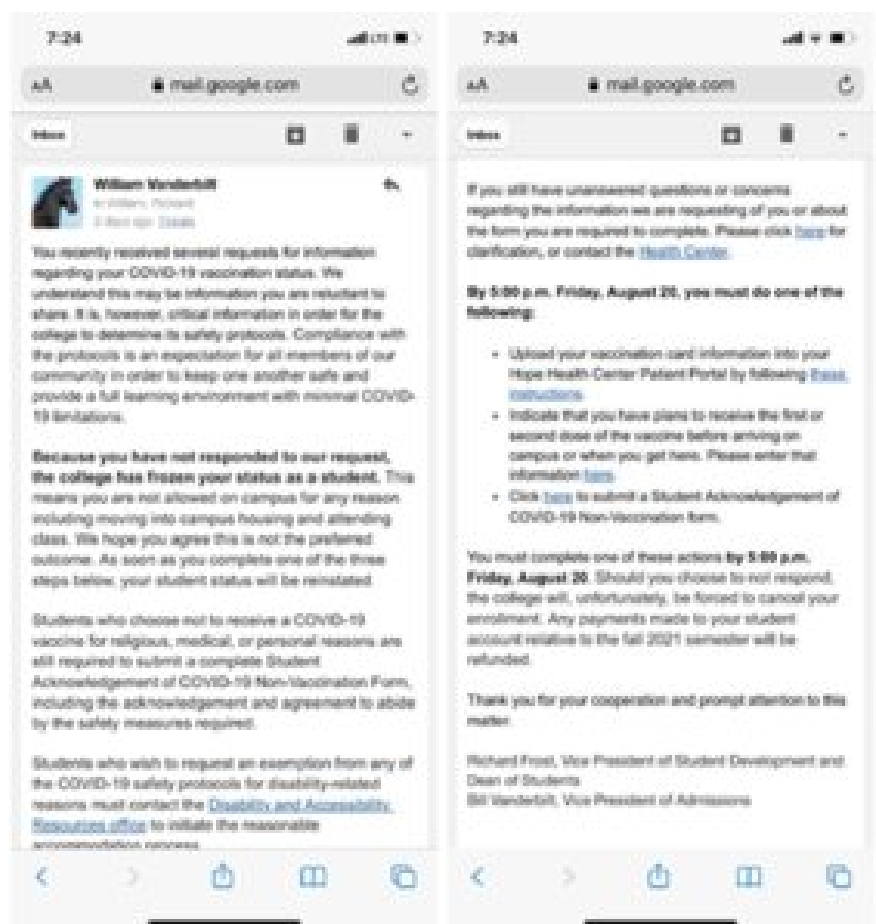 7:24
LTE
AA
mail.google.com
Inbox
William Vanderbilt
to William, Richard
Details
You recently received several requests for information
regarding your COVID-19 vaccination status. We
understand this may be information you are reluctant to
share. It is, however, critical information in order for the
college to determine its safety protocols. Compliance with
the protocols is an expectation for all members of our
community in order to keep one another safe and
provide a full learning environment with minimal COVID-
19 limitations.
Because you have not responded to our request,
the college has frozen your status as a student. This
means you are not allowed on campus for any reason
including moving into campus housing and attending
class. We hope you agree this is not the preferred
outcome. As soon as you complete one of the three
steps below, your student status will be reinstated.
Students who choose not to receive a COVID-19
vaccine for religious, medical, or personal reasons are
still required to submit a complete Student
Acknowledgement of COVID-19 Non-Vaccination Form,
including the acknowledgement and agreement to abide
by the safety measures required.
Students who wish to request an exemption from any of
the COVID-19 safety protocols for disability-related
reasons must contact the Disability and Accessibility
Resources office to initiate the reasonable
accommodation process
7:24
AA
mail.google.com
Inbox
If you still have unanswered questions or concerns
regarding the information we are requesting of you or about
the form you are required to complete. Please click here for
clarification, or contact the Health Center.
By 5:00 p.m. Friday, August 20, you must do one of the
following:
• Upload your vaccination card information into your
Hope Health Center Patient Portal by following these
instructions.
• Indicate that you have plans to receive the first or
second dose of the vaccine before arriving on
campus or when you get here. Please enter that
information here.
• Click here to submit a Student Acknowledgement of
COVID-19 Non-Vaccination form.
You must complete one of these actions by 5:00 p.m.
Friday, August 20. Should you choose to not respond,
the college will, unfortunately, be forced to cancel your
enrollment. Any payments made to your student
account relative to the fall 2021 semester will be
refunded.
Thank you for your cooperation and prompt attention to this
matter.
Richard Frost, Vice President of Student Development and
Dean of Students
Bill Vanderbilt, Vice President of Admissions